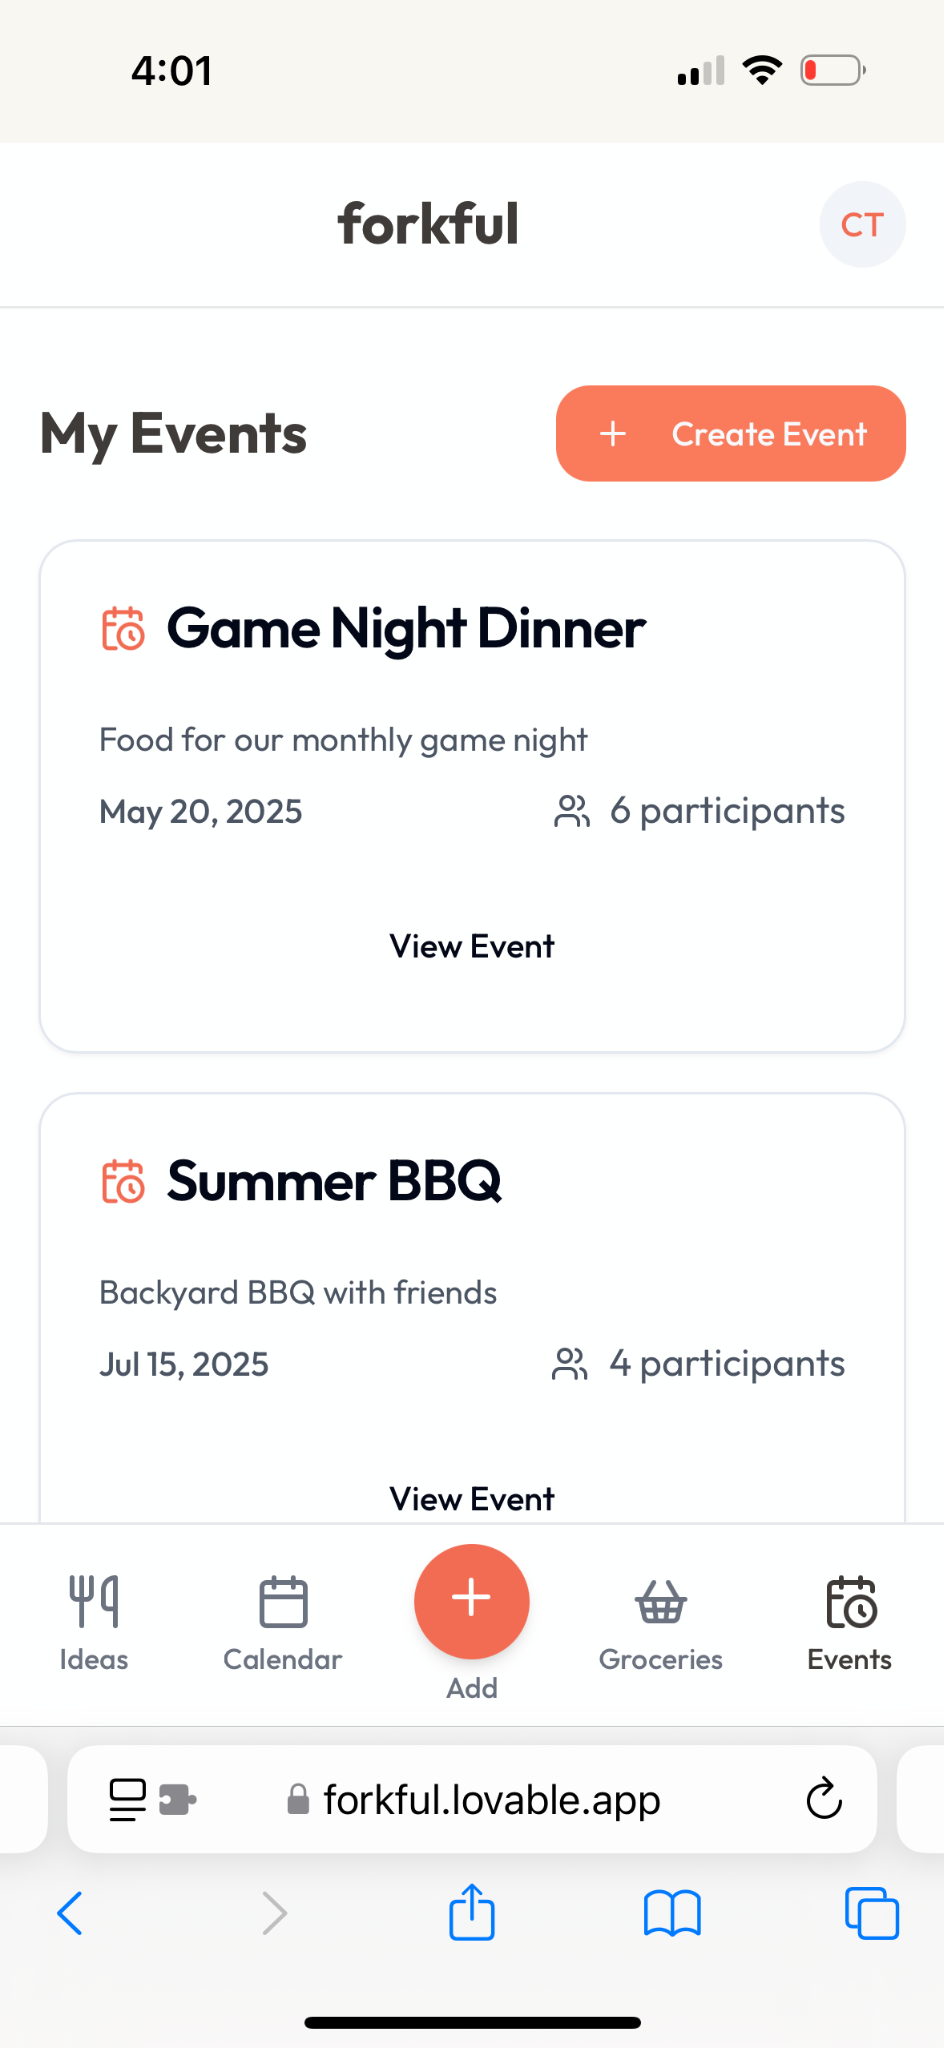 4:01
forkful
CT
My Events
+ Create Event
Game Night Dinner
Food for our monthly game night
May 20, 2025
6 participants
View Event
Summer BBQ
Backyard BBQ with friends
Jul 15, 2025
4 participants
View Event
Ideas
Calendar
Add
Groceries
Events
forkful.lovable.app